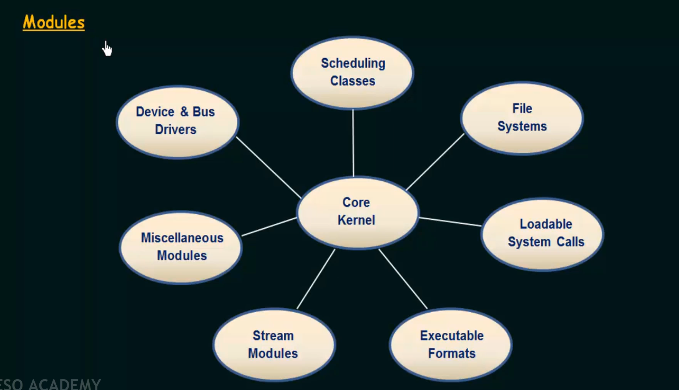 Modules
Scheduling
Classes
Device & Bus
Drivers
File
Systems
Core
Kernel
Miscellaneous
Modules
Loadable
System Calls
Stream
Modules
Executable
Formats
ESO ACADEMY